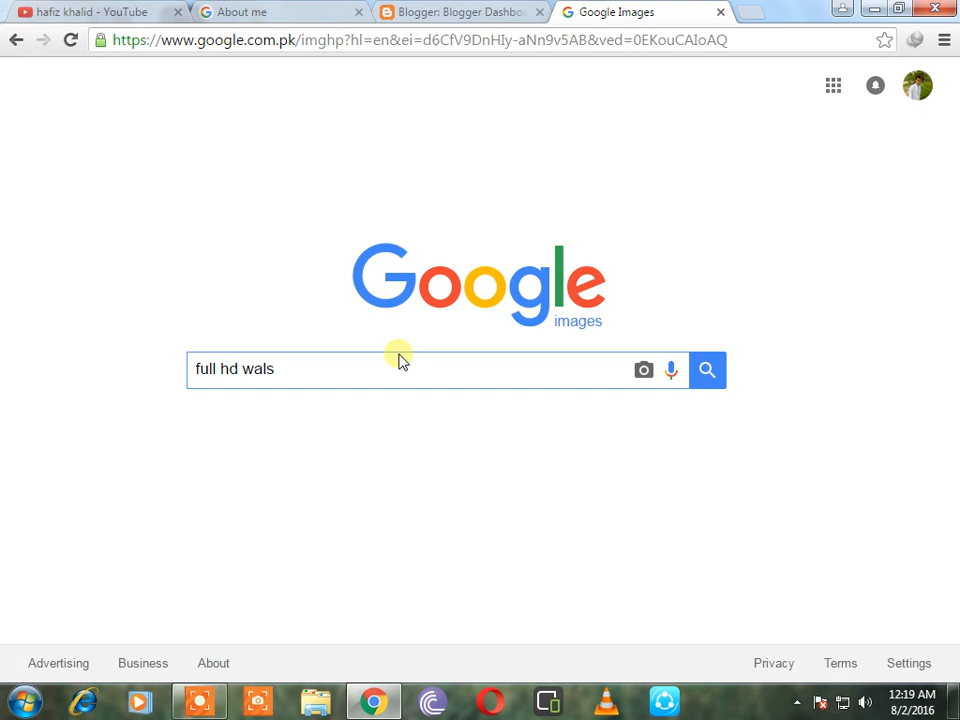 hafiz khalid - YouTube
About me
Blogger: Blogger Dashbo
Google Images
https://www.google.com.pk/imghp?hl=en&ei=d6CfV9DnHIy-aNn9v5AB&ved=0EKouCAIoAQ
Google
images
full hd wals
Advertising
Business
About
Privacy
Terms
Settings
12:19 AM
8/2/2016